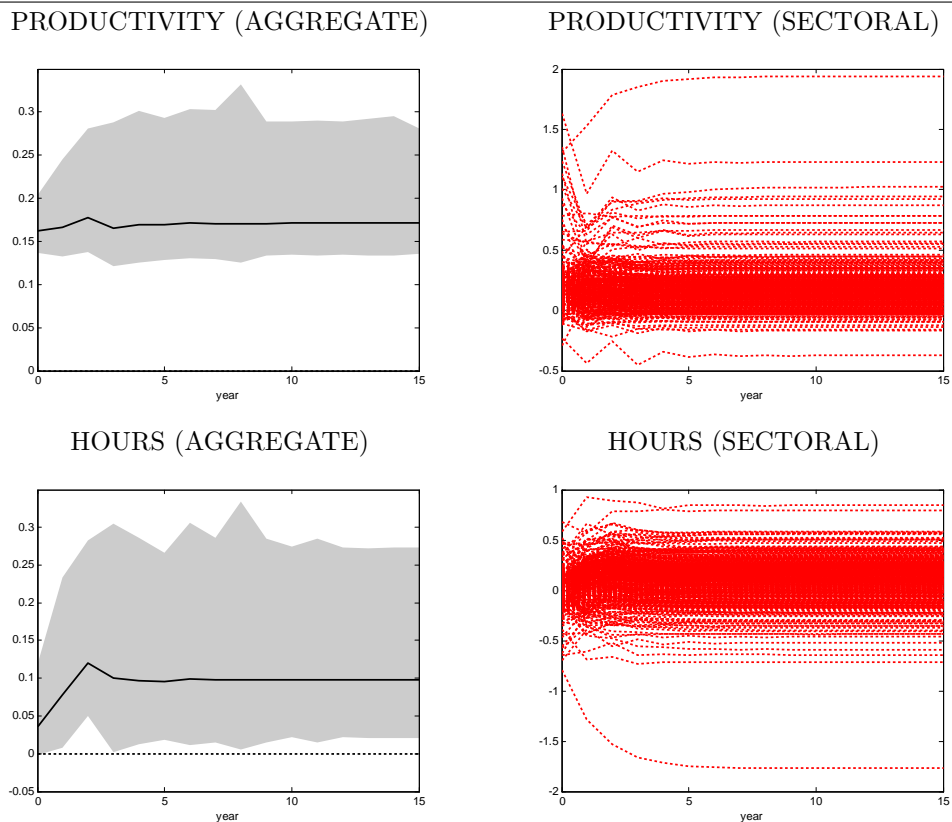 PRODUCTIVITY (AGGREGATE)
0.3
0.25
0.2
0.15
0.1
0.05
0
0 5 10 15
year
PRODUCTIVITY (SECTORAL)
2
1.5
1
0.5
0
-0.5
0 5 10 15
year
HOURS (AGGREGATE)
0.3
0.25
0.2
0.15
0.1
0.05
0
-0.05
0 5 10 15
year
HOURS (SECTORAL)
1
0.5
0
-0.5
-1
-1.5
-2
0 5 10 15
year